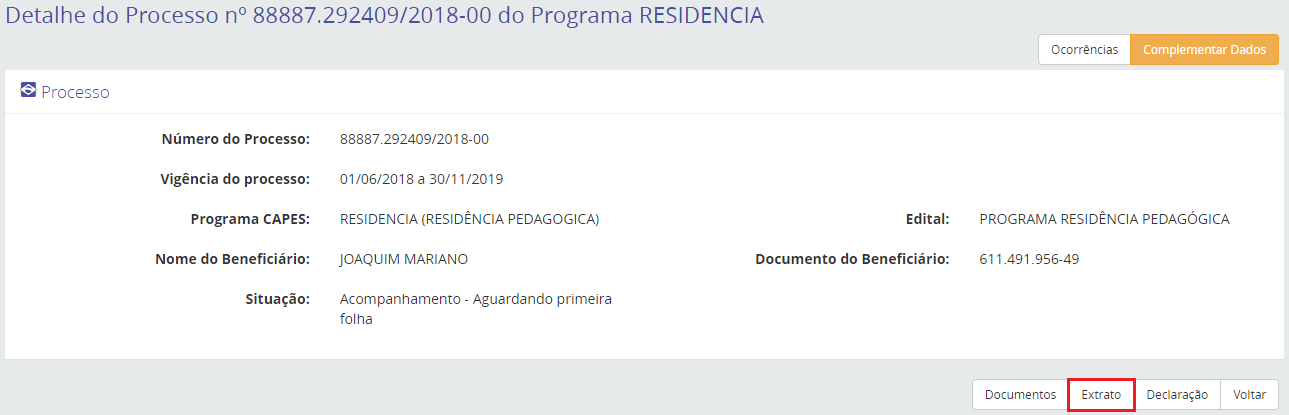 Detalhe do Processo nº 88887.292409/2018-00 do Programa RESIDENCIA
Ocorrências Complementar Dados
Processo
Número do Processo: 88887.292409/2018-00
Vigência do processo: 01/06/2018 a 30/11/2019
Programa CAPES: RESIDENCIA (RESIDÊNCIA PEDAGOGICA) Edital: PROGRAMA RESIDÊNCIA PEDAGÓGICA
Nome do Beneficiário: JOAQUIM MARIANO Documento do Beneficiário: 611.491.956-49
Situação: Acompanhamento - Aguardando primeira
folha
Documentos Extrato Declaração Voltar